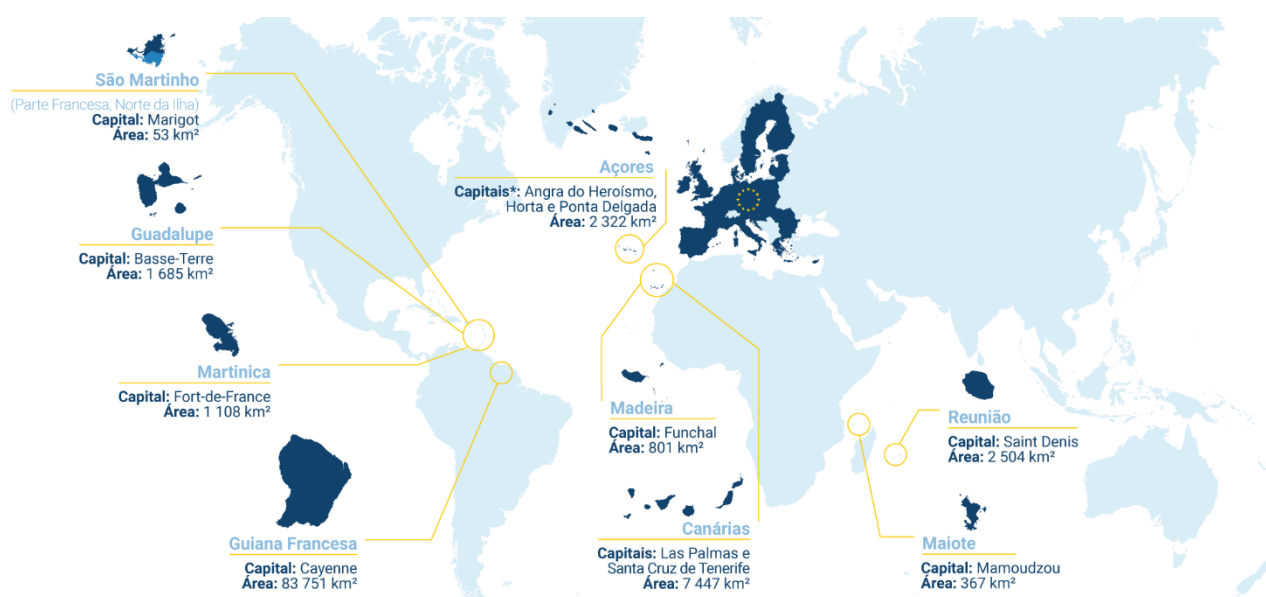 São Martinho
(Parte Francesa, Norte da Ilha)
Capital: Marigot
Área: 53 km²
Guadalupe
Capital: Basse-Terre
Área: 1 685 km²
Martinica
Capital: Fort-de-France
Área: 1 108 km²
Guiana Francesa
Capital: Cayenne
Área: 83 751 km²
Açores
Capitais*: Angra do Heroísmo,
Horta e Ponta Delgada
Área: 2 322 km²
Madeira
Capital: Funchal
Área: 801 km²
Canárias
Capitais: Las Palmas e
Santa Cruz de Tenerife
Área: 7 447 km²
Reunião
Capital: Saint Denis
Área: 2 504 km²
Maiote
Capital: Mamoudzou
Área: 367 km²